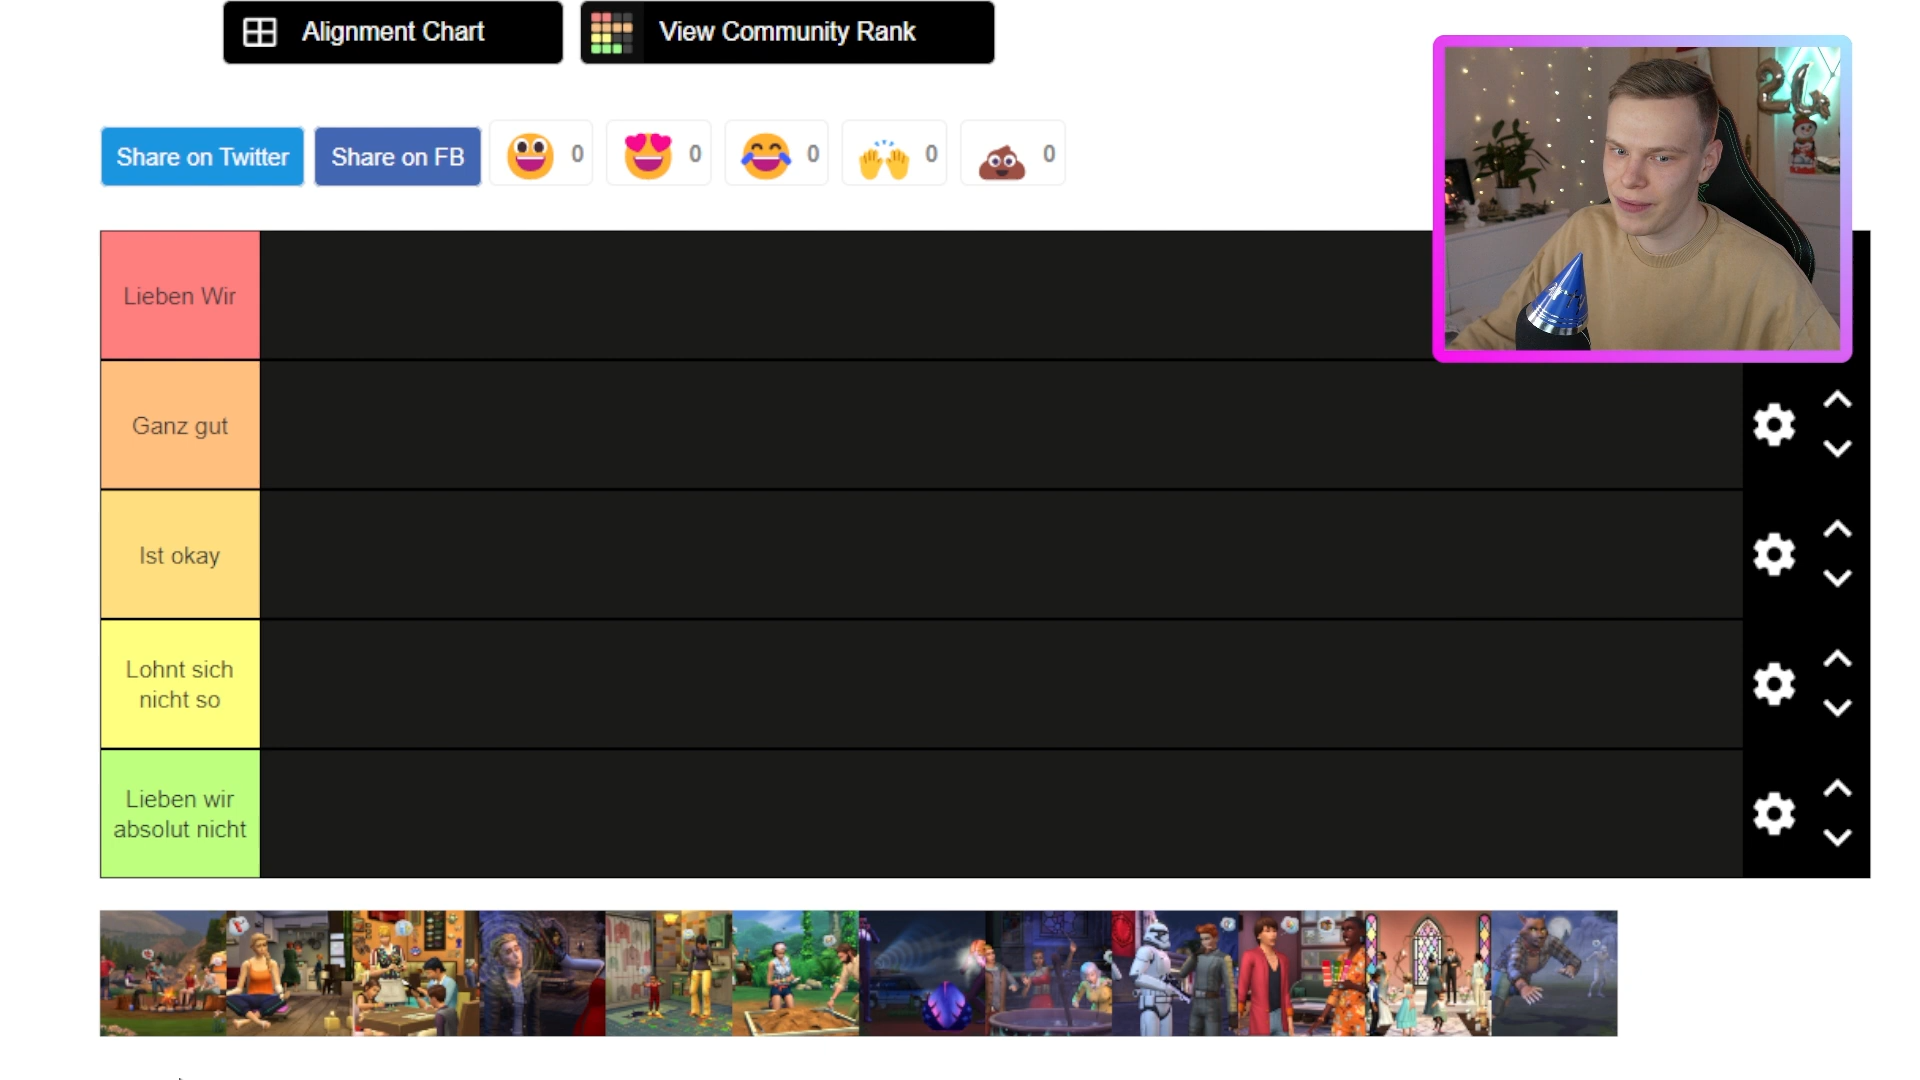 Alignment Chart
View Community Rank
Share on Twitter
Share on FB
0
0
0
0
0
Lieben Wir
Ganz gut
Ist okay
Lohnt sich
nicht so
Lieben wir
absolut nicht
24